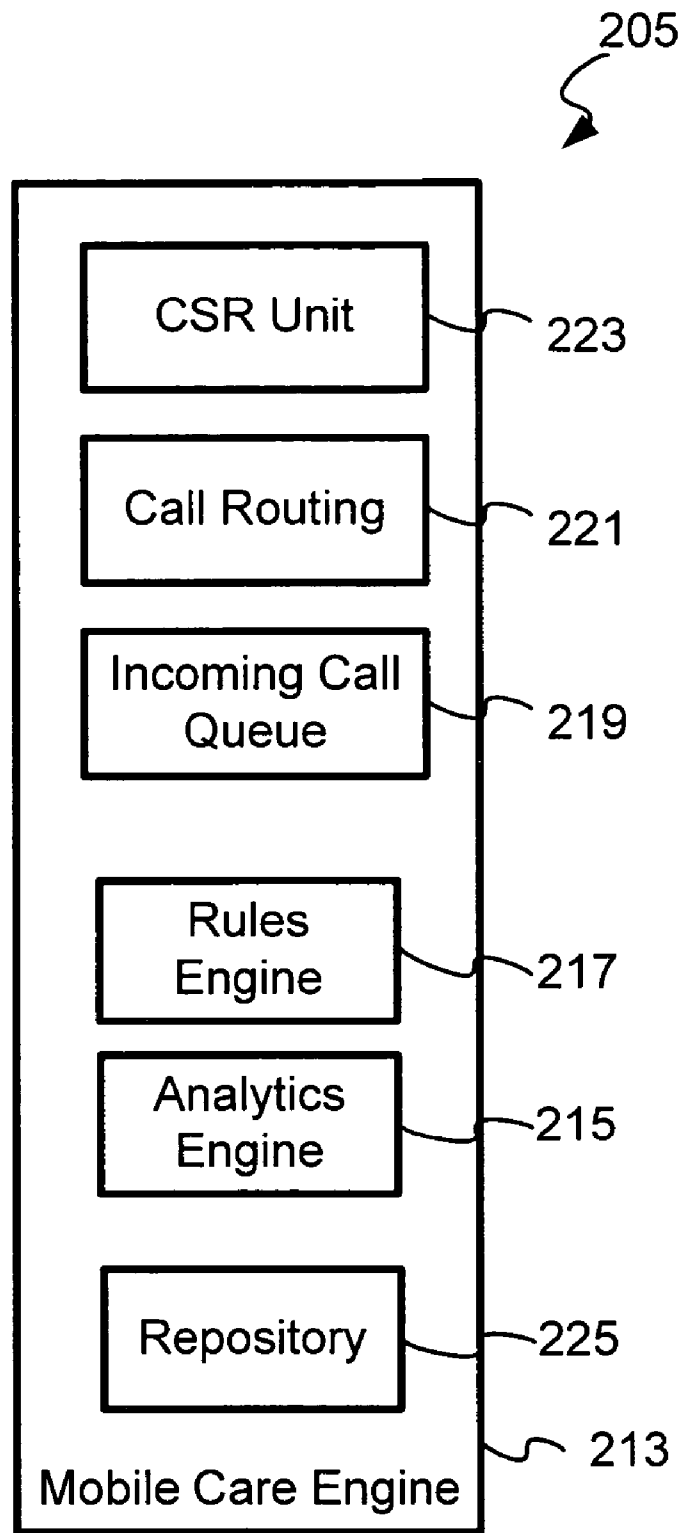 205
CSR Unit
223
Call Routing
221
Incoming Call
Queue
219
Rules
Engine
217
Analytics
Engine
215
Repository
225
213
Mobile Care Engine